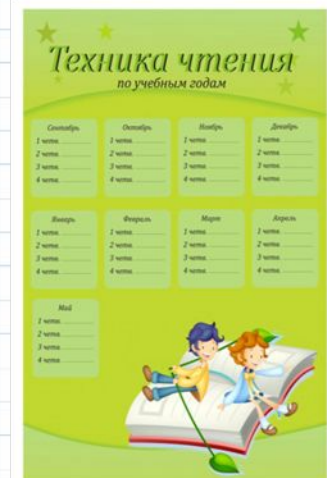 Техника чтения
по учебным годам
Сентябрь
1 четв.
2 четв.
3 четв.
4 четв.
Октябрь
1 четв.
2 четв.
3 четв.
4 четв.
Ноябрь
1 четв.
2 четв.
3 четв.
4 четв.
Декабрь
1 четв.
2 четв.
3 четв.
4 четв.
Январь
1 четв.
2 четв.
3 четв.
4 четв.
Февраль
1 четв.
2 четв.
3 четв.
4 четв.
Март
1 четв.
2 четв.
3 четв.
4 четв.
Апрель
1 четв.
2 четв.
3 четв.
4 четв.
Май
1 четв.
2 четв.
3 четв.
4 четв.